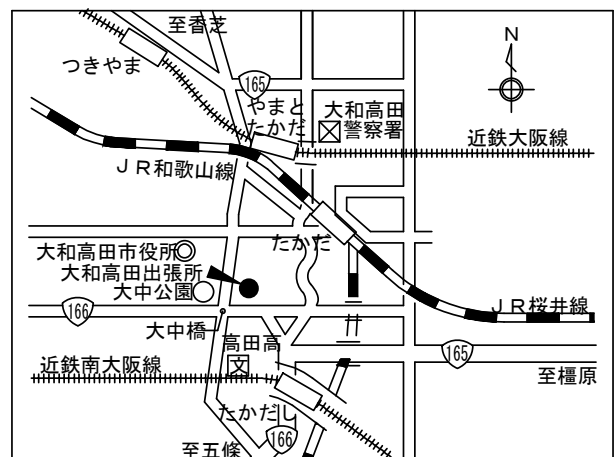 至香芝
N
つきやま
165
やまと
たかだ
大和高田
警察署
近鉄大阪線
ＪＲ和歌山線
たかだ
大和高田市役所
大和高田出張所
大中公園
166
ＪＲ桜井線
大中橋
高田高
文
165
近鉄南大阪線
至橿原
たかだし
166
至五條